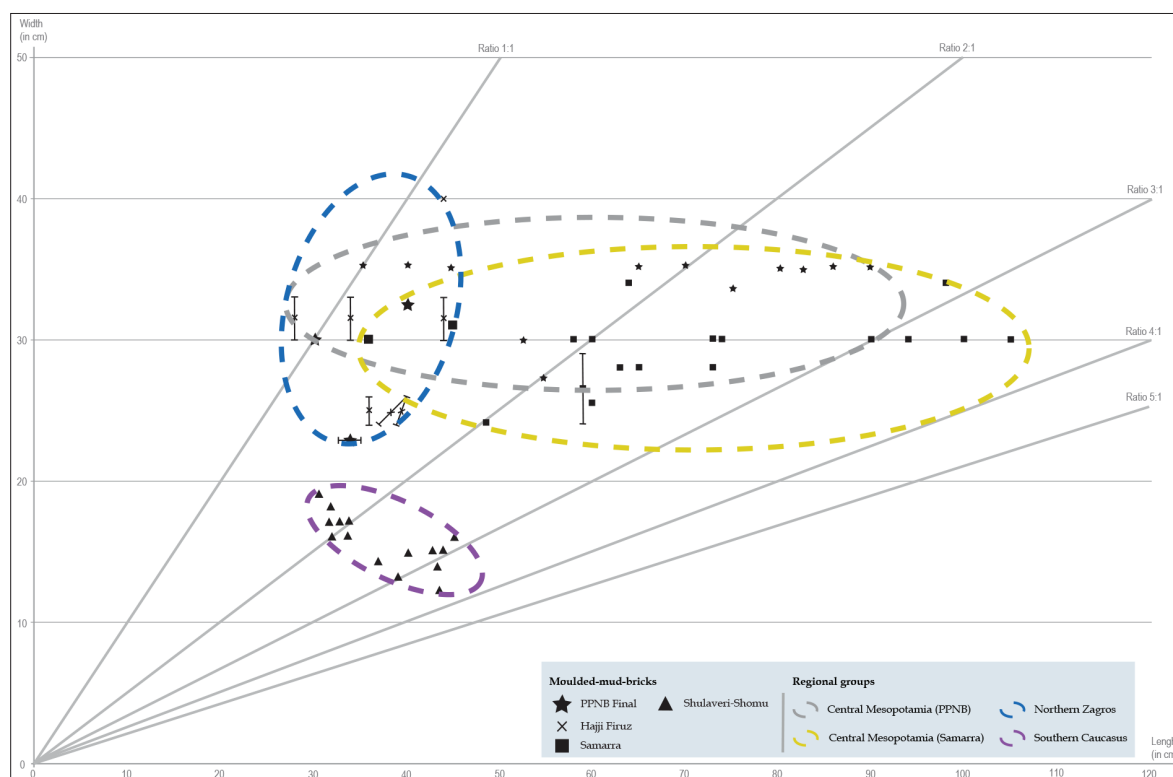 Width
(in cm)
50
Ratio 1:1
Ratio 2:1
40
Ratio 3:1
30
Ratio 4:1
Ratio 5:1
20
10
Moulded-mud-bricks
PPNB Final
Shulaveri-Shomu
Hajji Firuz
Samarra
Regional groups
Central Mesopotamia (PPNB)
Northern Zagros
Central Mesopotamia (Samarra)
Southern Caucasus
Lengh
(in cm
0
0
10
20
30
40
50
60
70
80
90
100
110
120